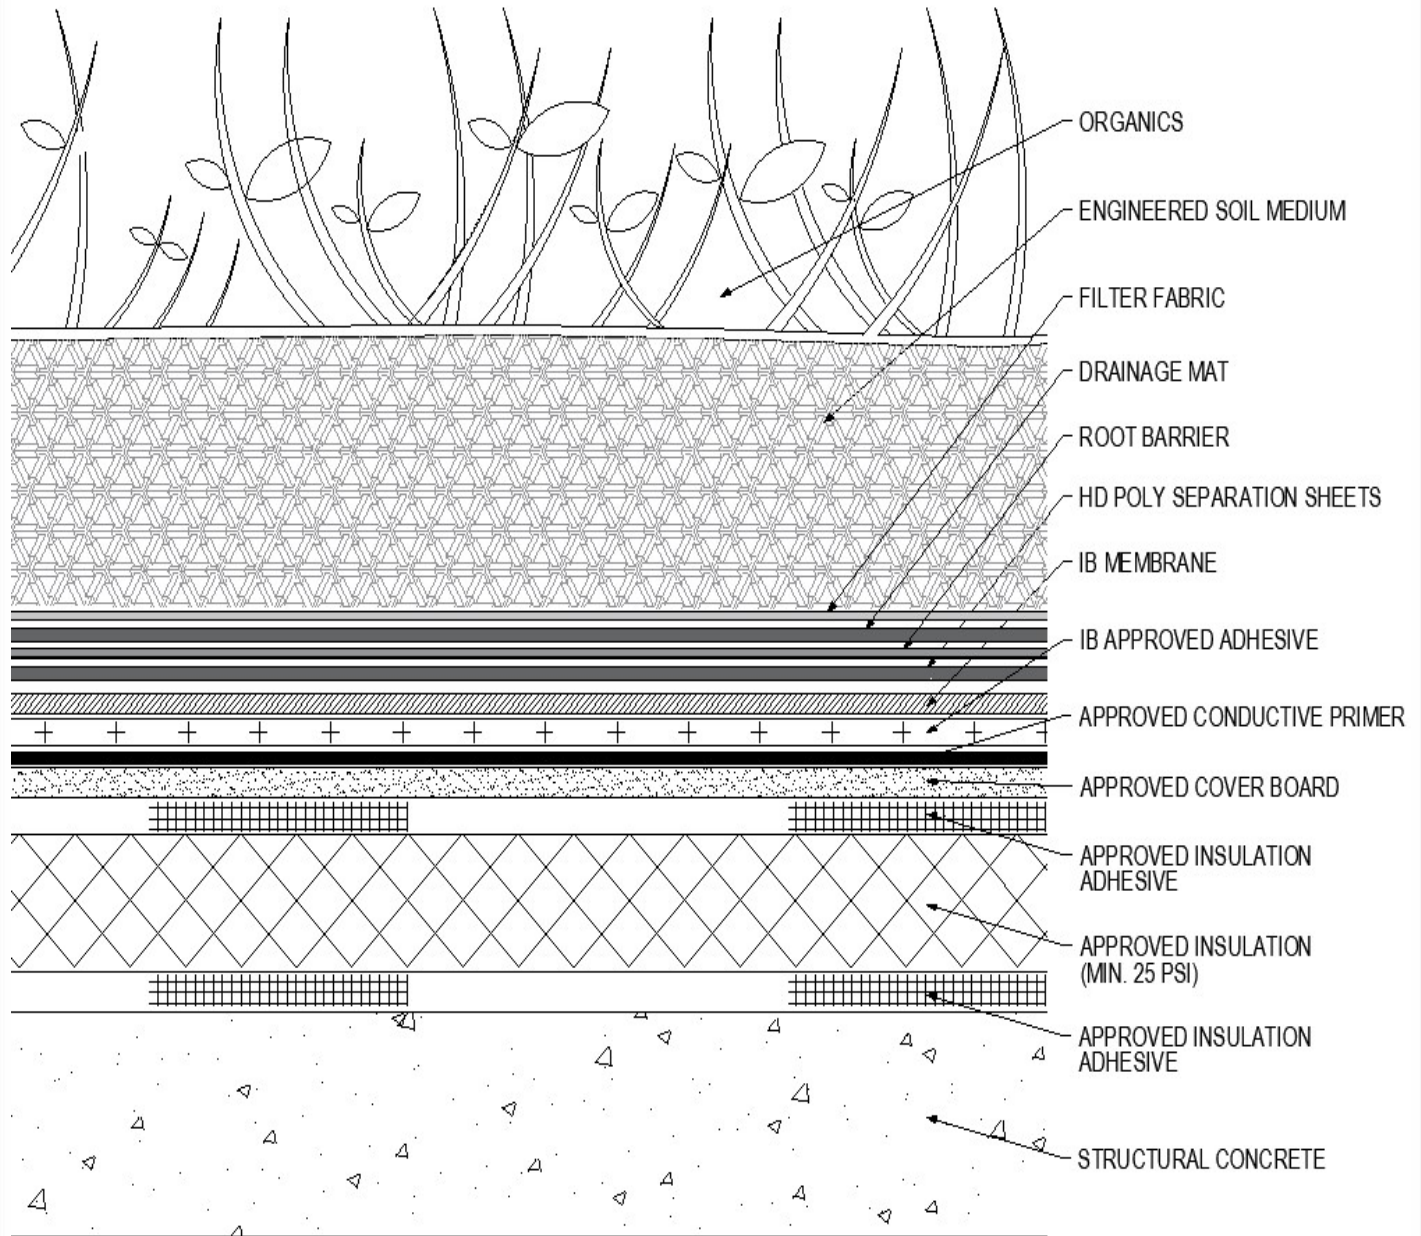 ORGANICS
ENGINEERED SOIL MEDIUM
FILTER FABRIC
DRAINAGE MAT
ROOT BARRIER
HD POLY SEPARATION SHEETS
IB MEMBRANE
IB APPROVED ADHESIVE
APPROVED CONDUCTIVE PRIMER
APPROVED COVER BOARD
APPROVED INSULATION
ADHESIVE
APPROVED INSULATION
(MIN. 25 PSI)
APPROVED INSULATION
ADHESIVE
STRUCTURAL CONCRETE